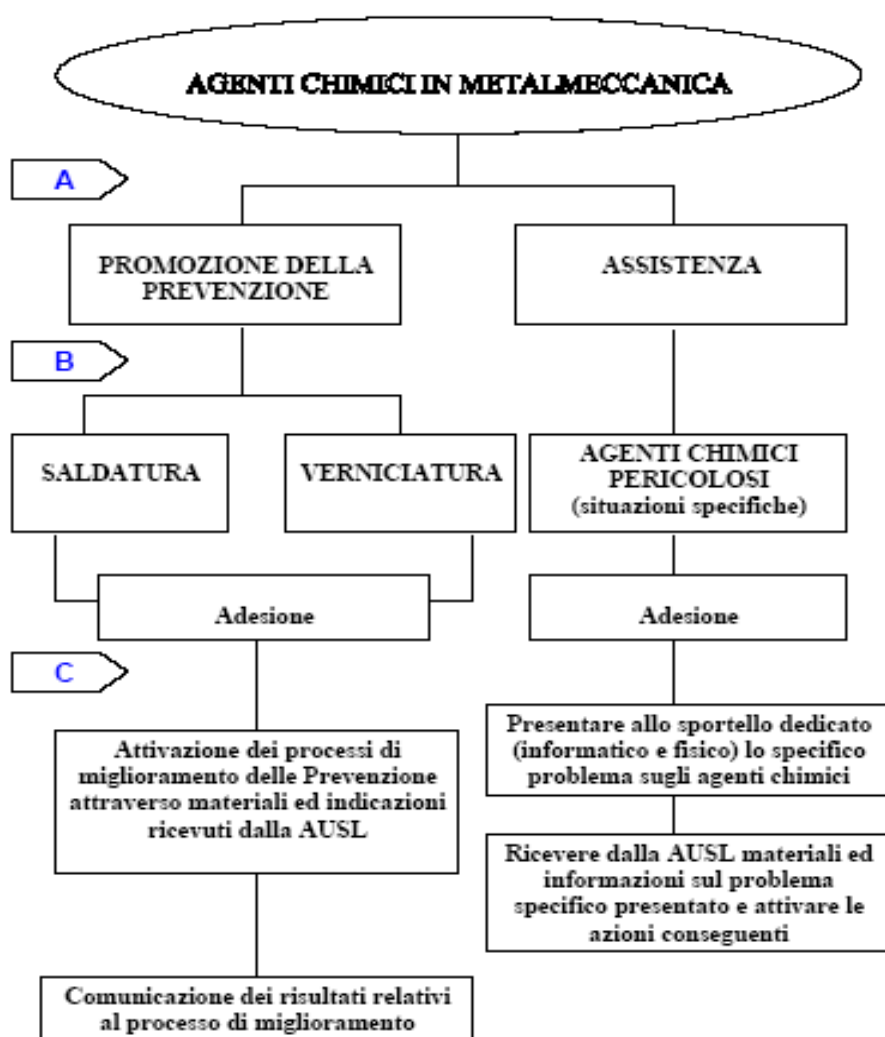 AGENTI CHIMICI IN METALMECCANICA
A
PROMOZIONE DELLA
PREVENZIONE
ASSISTENZA
B
SALDATURA
VERNICIATURA
AGENTI CHIMICI
PERICOLOSI
(situazioni specifiche)
Adesione
Adesione
C
Attivazione dei processi di
miglioramento delle Prevenzione
attraverso materiali ed indicazioni
ricevuti dalla AUSL
Presentare allo sportello dedicato
(informatico e fisico) lo specifico
problema sugli agenti chimici
Ricevere dalla AUSL materiali ed
informazioni sul problema
specifico presentato e attivare le
azioni conseguenti
Comunicazione dei risultati relativi
al processo di miglioramento